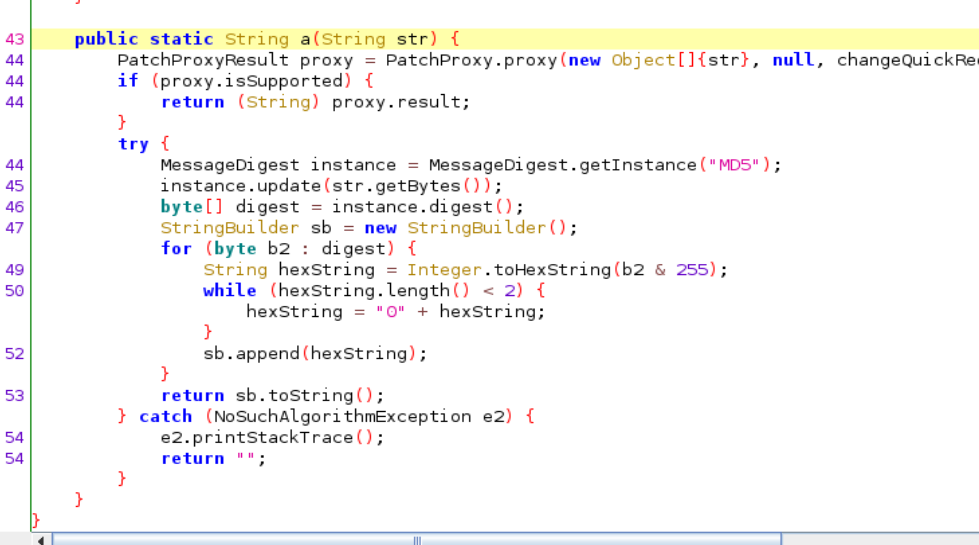 43 public static String a(String str) {
44 PatchProxyResult proxy = PatchProxy.proxy(new Object[]{str}, null, changeQuickRe
44 if (proxy.isSupported) {
44 return (String) proxy.result;
}
try {
44 MessageDigest instance = MessageDigest.getInstance("MD5");
45 instance.update(str.getBytes());
46 byte[] digest = instance.digest();
47 StringBuilder sb = new StringBuilder();
for (byte b2 : digest) {
49 String hexString = Integer.toHexString(b2 & 255);
50 while (hexString.length() < 2) {
hexString = "O" + hexString;
}
52 sb.append(hexString);
}
53 return sb.toString();
} catch (NoSuchAlgorithmException e2) {
54 e2.printStackTrace();
54 return "";
}
}
}